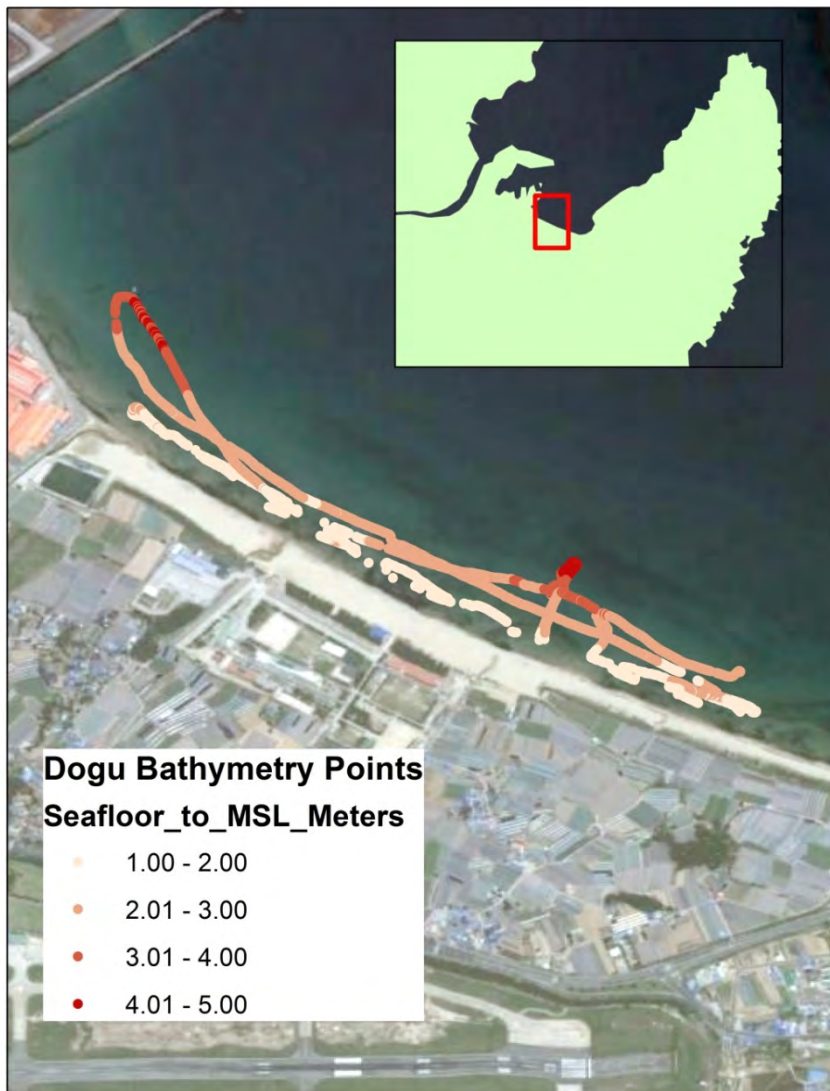 Dogu Bathymetry Points
Seafloor_to_MSL_Meters
1.00 - 2.00
2.01 - 3.00
3.01 - 4.00
4.01 - 5.00